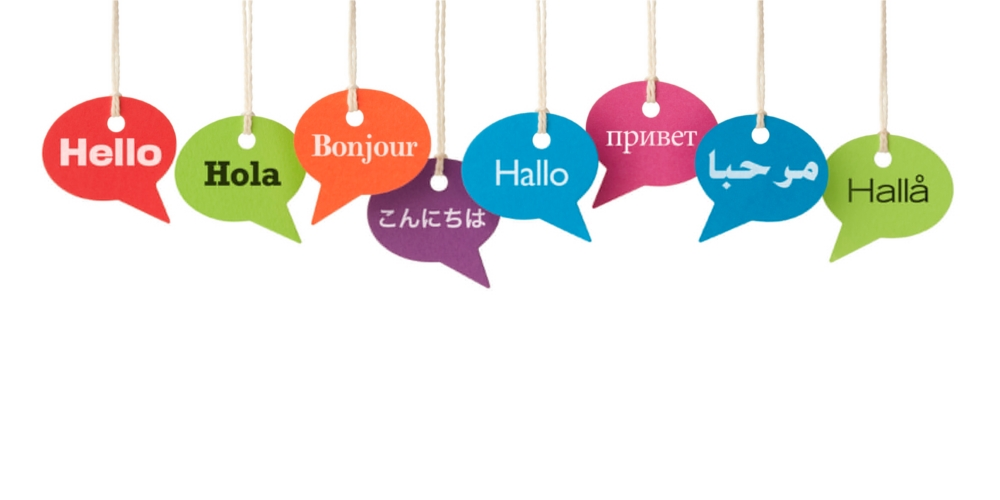 Hello
Hola
Bonjour
こんにちは
Hallo
привет
مرحبا
Hallå